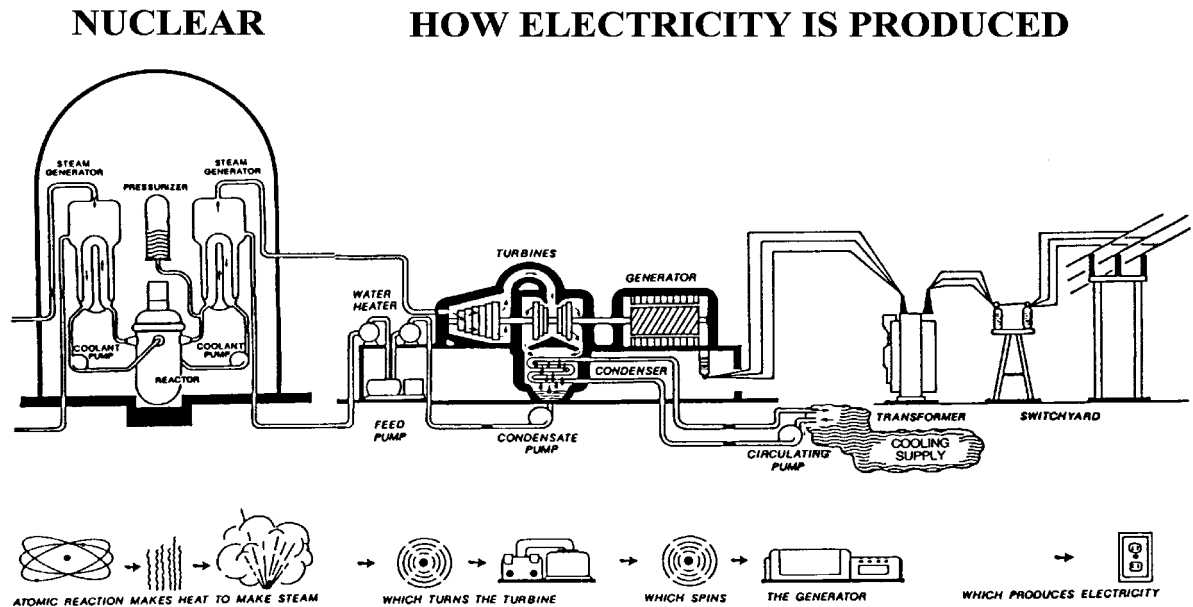 NUCLEAR
HOW ELECTRICITY IS PRODUCED
STEAM
GENERATOR
PRESSURIZER
STEAM
GENERATOR
COOLANT
PUMP
COOLANT
PUMP
REACTOR
WATER
HEATER
TURBINES
GENERATOR
CONDENSER
FEED
PUMP
CONDENSATE
PUMP
CIRCULATING
PUMP
COOLING
SUPPLY
TRANSFORMER
SWITCHYARD
ATOMIC REACTION MAKES HEAT TO MAKE STEAM
WHICH TURNS THE TURBINE
WHICH SPINS
THE GENERATOR
WHICH PRODUCES ELECTRICITY